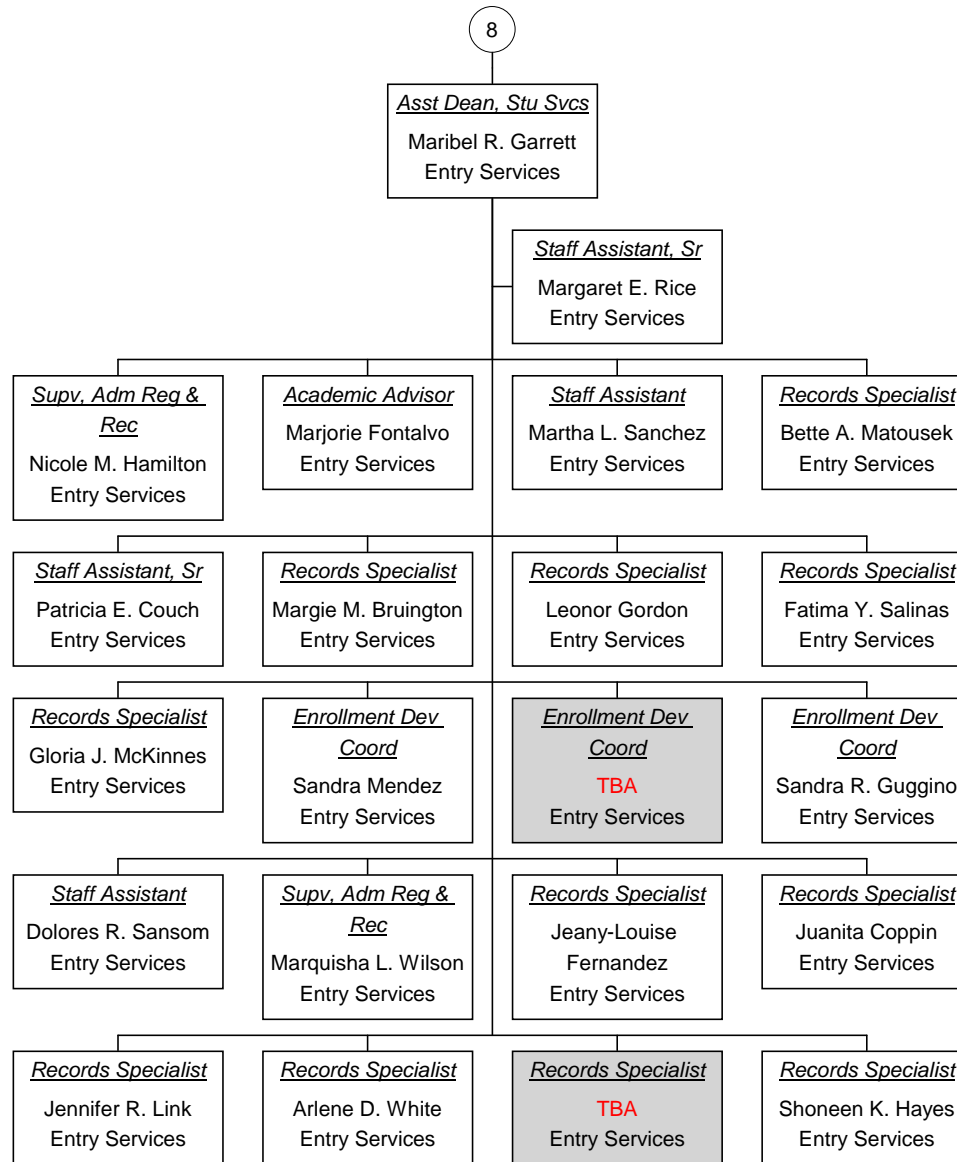 8
Asst Dean, Stu Svcs
Maribel R. Garrett
Entry Services
Staff Assistant, Sr
Margaret E. Rice
Entry Services
Supv, Adm Reg &
Rec
Nicole M. Hamilton
Entry Services
Academic Advisor
Marjorie Fontalvo
Entry Services
Staff Assistant
Martha L. Sanchez
Entry Services
Records Specialist
Bette A. Matousek
Entry Services
Staff Assistant, Sr
Patricia E. Couch
Entry Services
Records Specialist
Margie M. Bruington
Entry Services
Records Specialist
Leonor Gordon
Entry Services
Records Specialist
Fatima Y. Salinas
Entry Services
Records Specialist
Gloria J. McKinnes
Entry Services
Enrollment Dev
Coord
Sandra Mendez
Entry Services
Enrollment Dev
Coord
TBA
Entry Services
Enrollment Dev
Coord
Sandra R. Guggino
Entry Services
Staff Assistant
Dolores R. Sansom
Entry Services
Supv, Adm Reg &
Rec
Marquisha L. Wilson
Entry Services
Records Specialist
Jeany-Louise
Fernandez
Entry Services
Records Specialist
Juanita Coppin
Entry Services
Records Specialist
Jennifer R. Link
Entry Services
Records Specialist
Arlene D. White
Entry Services
Records Specialist
TBA
Entry Services
Records Specialist
Shoneen K. Hayes
Entry Services